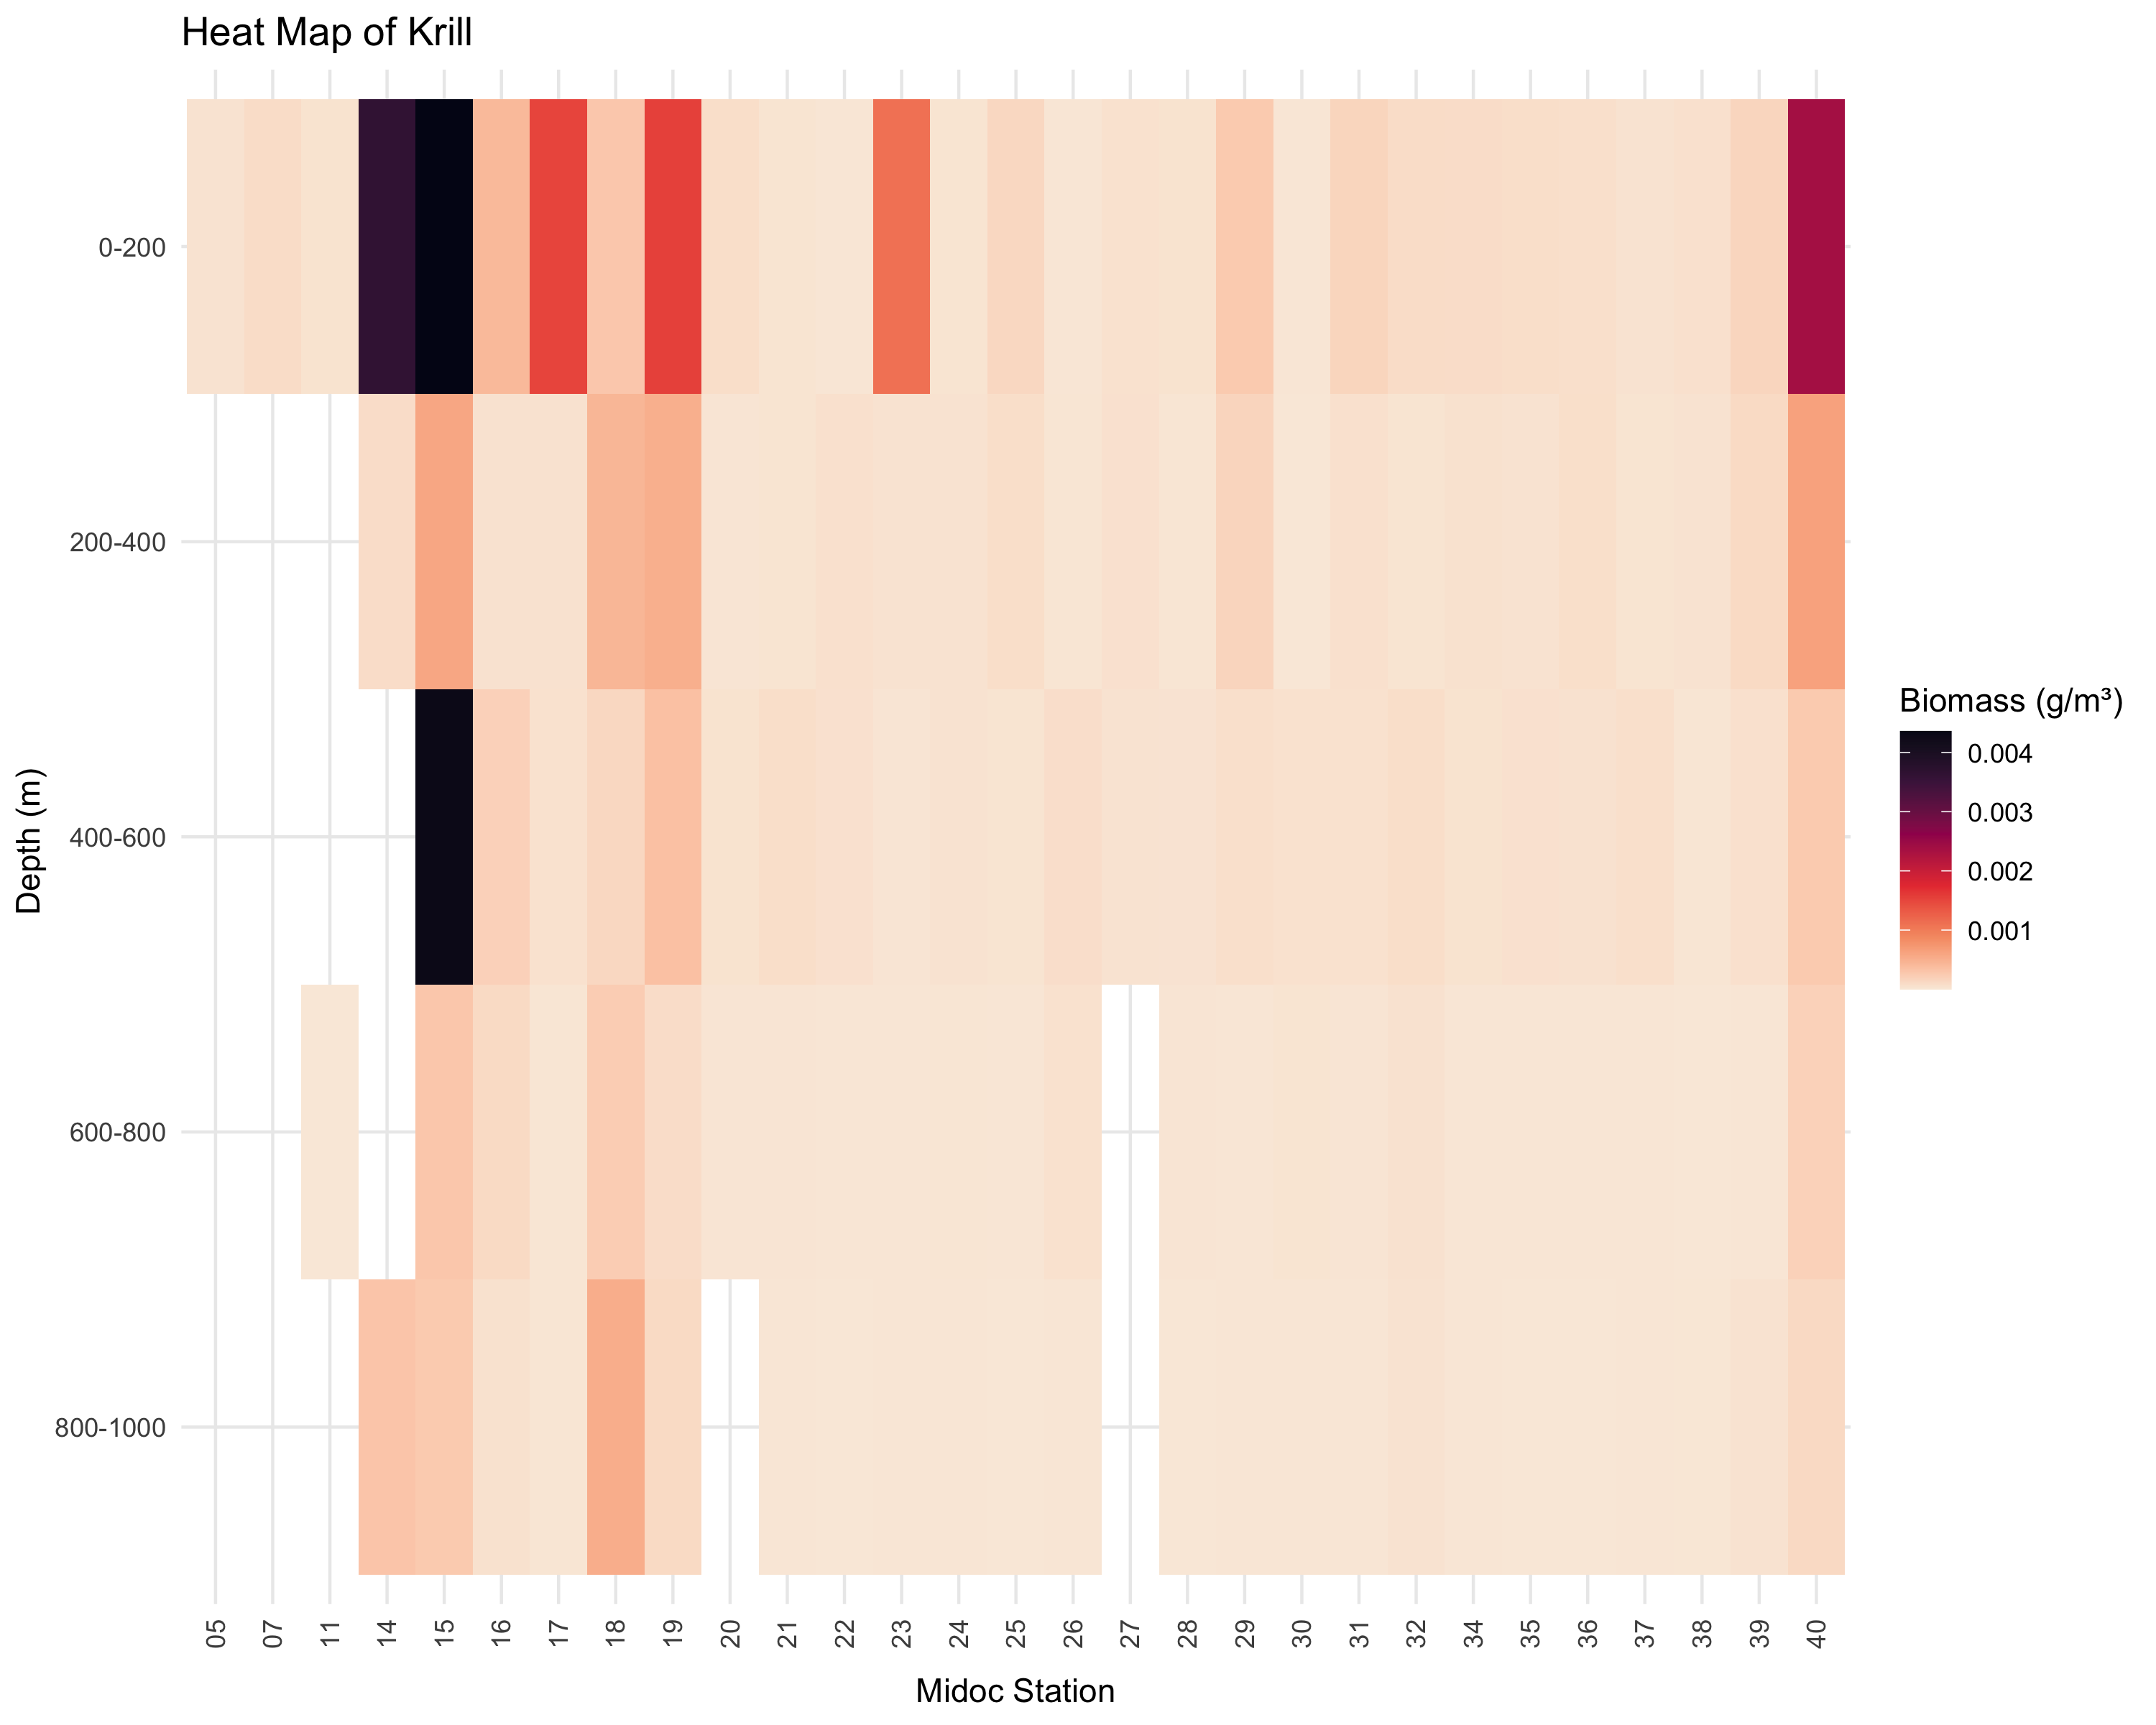 Heat Map of Krill
Depth (m)
0-200
200-400
400-600
600-800
800-1000
05 07 11 14 15 16 17 18 19 20 21 22 23 24 25 26 27 28 29 30 31 32 34 35 36 37 38 39 40
Midoc Station
Biomass (g/m³)
0.004
0.003
0.002
0.001